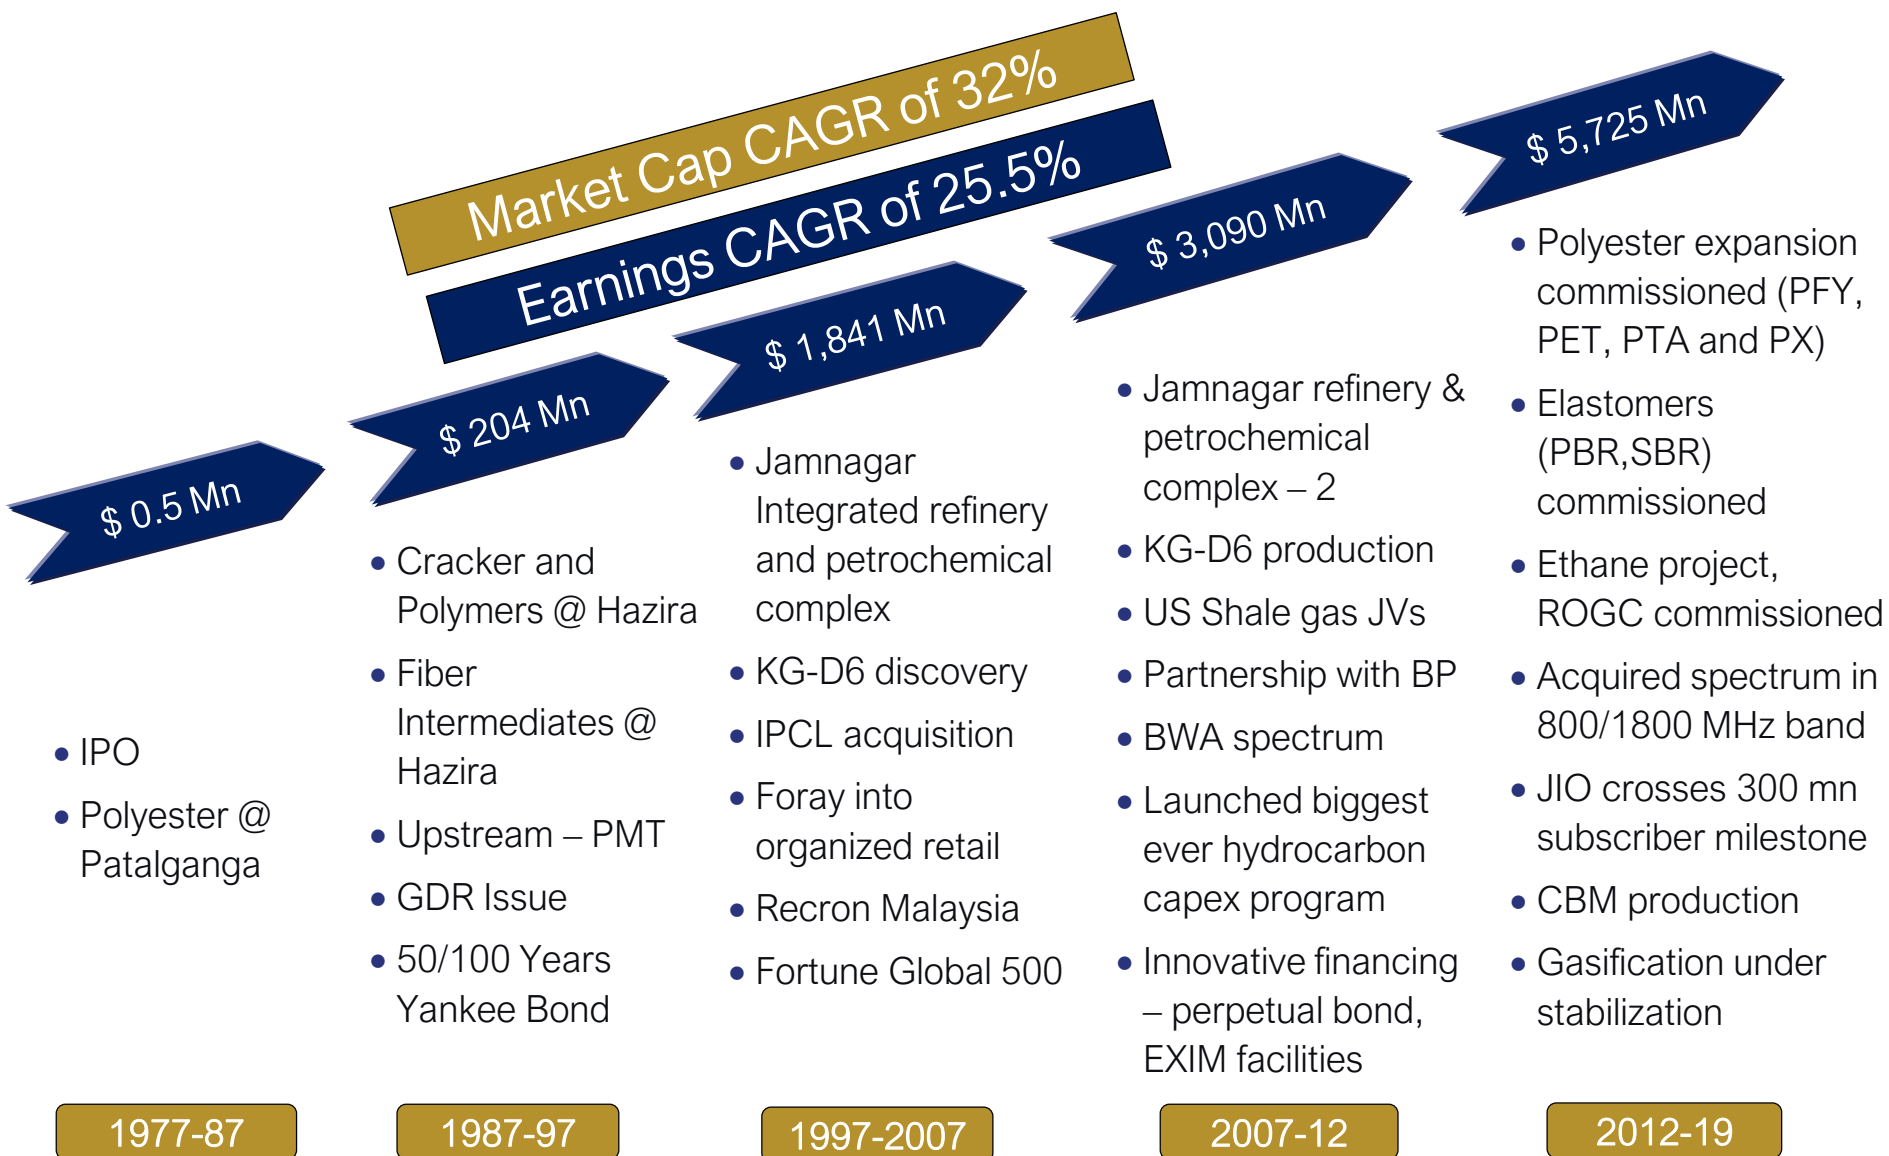 Market Cap CAGR of 32%
Earnings CAGR of 25.5%
$ 0.5 Mn
• IPO
• Polyester @
Patalganga
1977-87
$ 204 Mn
• Cracker and
Polymers @ Hazira
• Fiber
Intermediates @
Hazira
• Upstream – PMT
• GDR Issue
• 50/100 Years
Yankee Bond
1987-97
$ 1,841 Mn
• Jamnagar
Integrated refinery
and petrochemical
complex
• KG-D6 discovery
• IPCL acquisition
• Foray into
organized retail
• Recron Malaysia
• Fortune Global 500
1997-2007
$ 3,090 Mn
• Jamnagar refinery &
petrochemical
complex – 2
• KG-D6 production
• US Shale gas JVs
• Partnership with BP
• BWA spectrum
• Launched biggest
ever hydrocarbon
capex program
• Innovative financing
– perpetual bond,
EXIM facilities
2007-12
$ 5,725 Mn
• Polyester expansion
commissioned (PFY,
PET, PTA and PX)
• Elastomers
(PBR,SBR)
commissioned
• Ethane project,
ROGC commissioned
• Acquired spectrum in
800/1800 MHz band
• JIO crosses 300 mn
subscriber milestone
• CBM production
• Gasification under
stabilization
2012-19